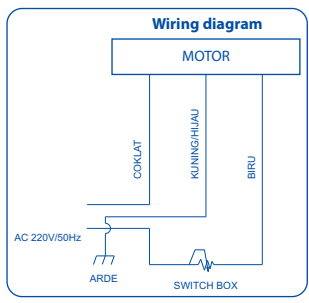 Wiring diagram
MOTOR
COKLAT
KUNING/HIJAU
BIRU
AC 220V/50Hz
ARDE
SWITCH BOX